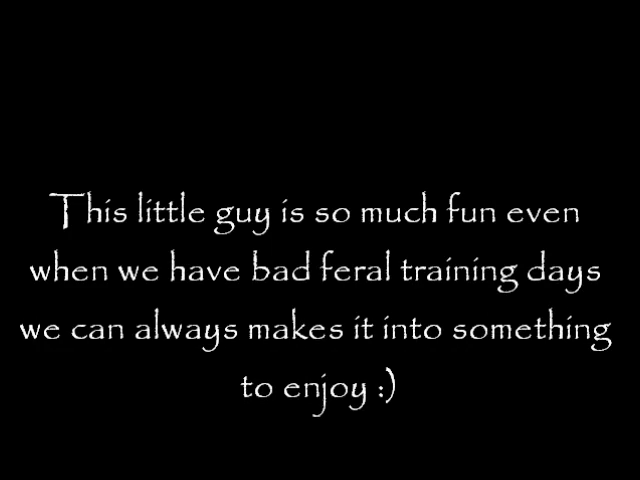 This little guy is so much fun even
when we have bad feral training days
we can always makes it into something
to enjoy :)